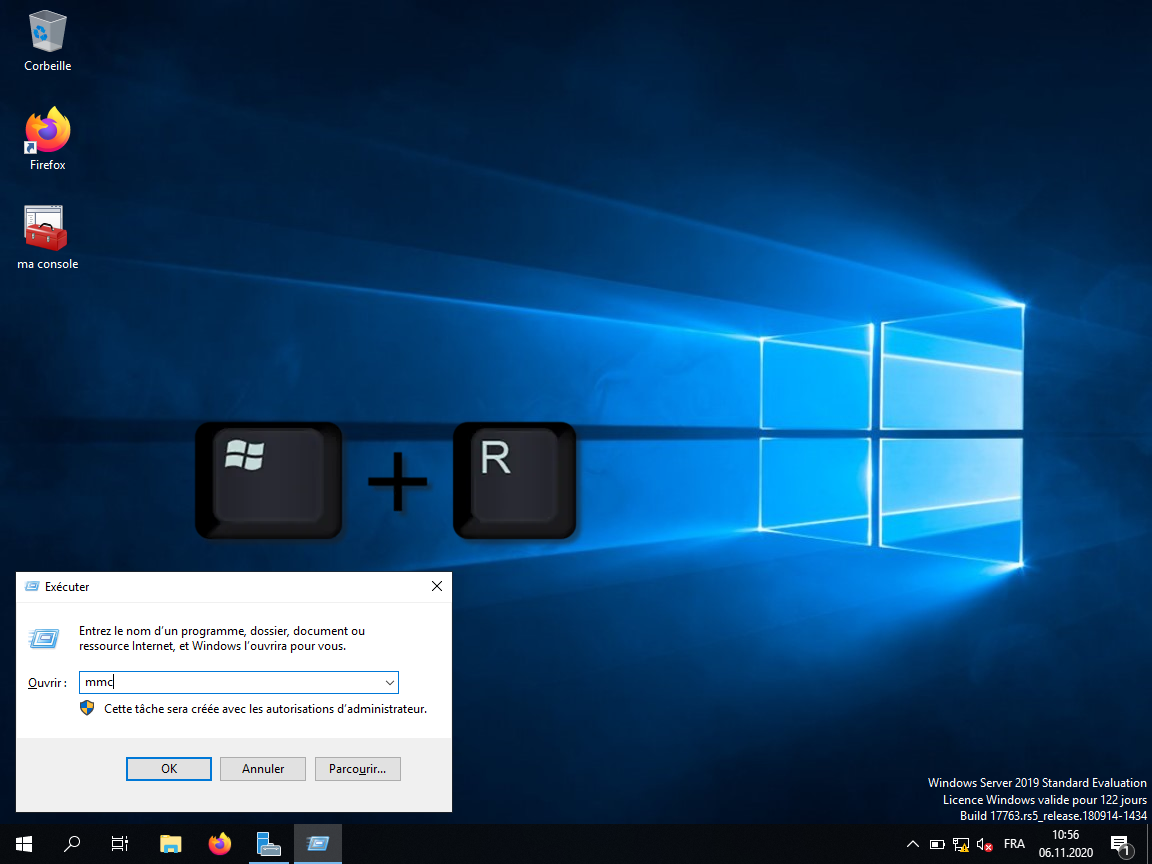 Corbeille
Firefox
ma console
R
Exécuter
Entrez le nom d'un programme, dossier, document ou
ressource Internet, et Windows l'ouvrira pour vous.
Ouvrir :
mmc
Cette tâche sera créée avec les autorisations d'administrateur.
OK
Annuler
Parcourir...
Windows Server 2019 Standard Evaluation
Licence Windows valide pour 122 jours
Build 17763.rs5_release.180914-1434
FRA
10:56
06.11.2020
1